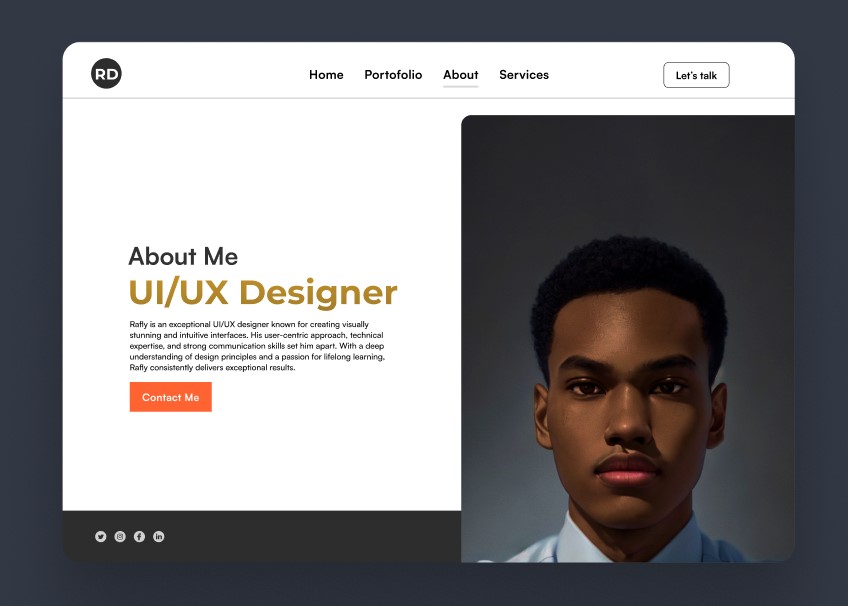 RD
Home Portofolio About Services
Let's talk
About Me
UI/UX Designer
Rafly is an exceptional UI/UX designer known for creating visually
stunning and intuitive interfaces. His user-centric approach, technical
expertise, and strong communication skills set him apart. With a deep
understanding of design principles and a passion for lifelong learning,
Rafly consistently delivers exceptional results.
Contact Me